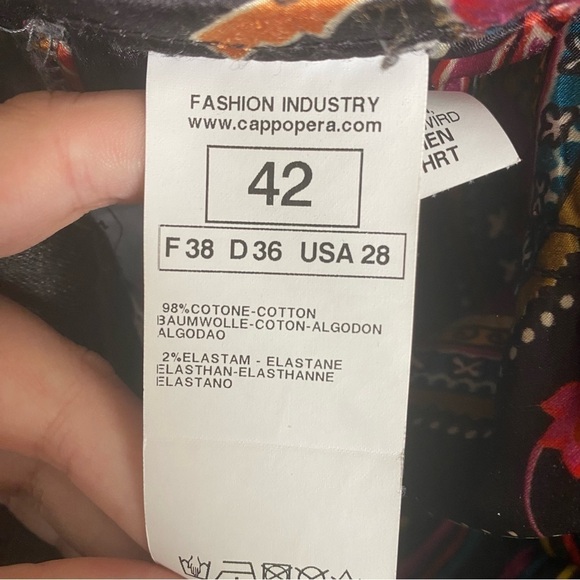 FASHION INDUSTRY
www.cappopera.com
42
F 38 D 36 USA 28
98%COTONE-COTTON
BAUMWOLLE-COTON-ALGODON
ALGODAO
2%ELASTAM - ELASTANE
ELASTHAN-ELASTHANNE
ELASTANO